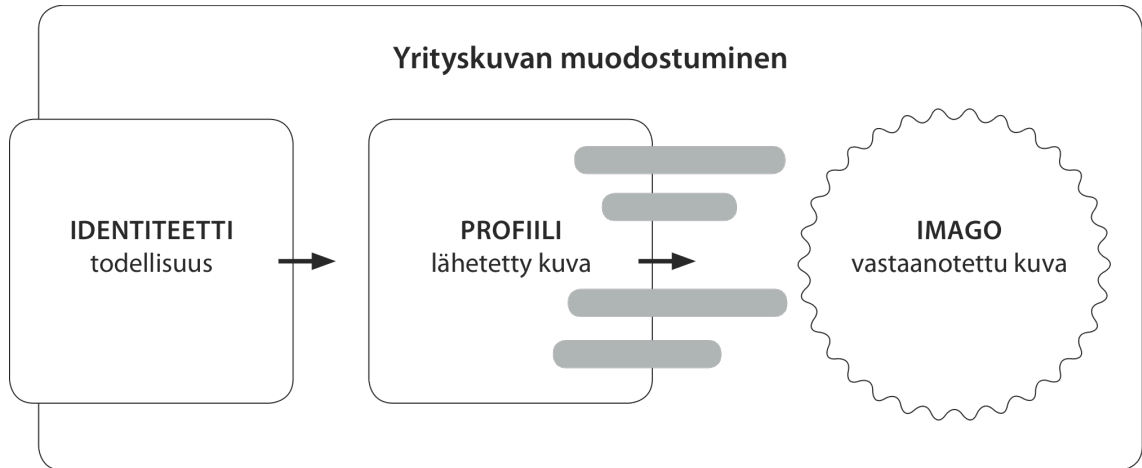 Yrityskuvan muodostuminen
IDENTITEETTI
todellisuus
PROFIILI
lähetetty kuva
IMAGO
vastaanotettu kuva